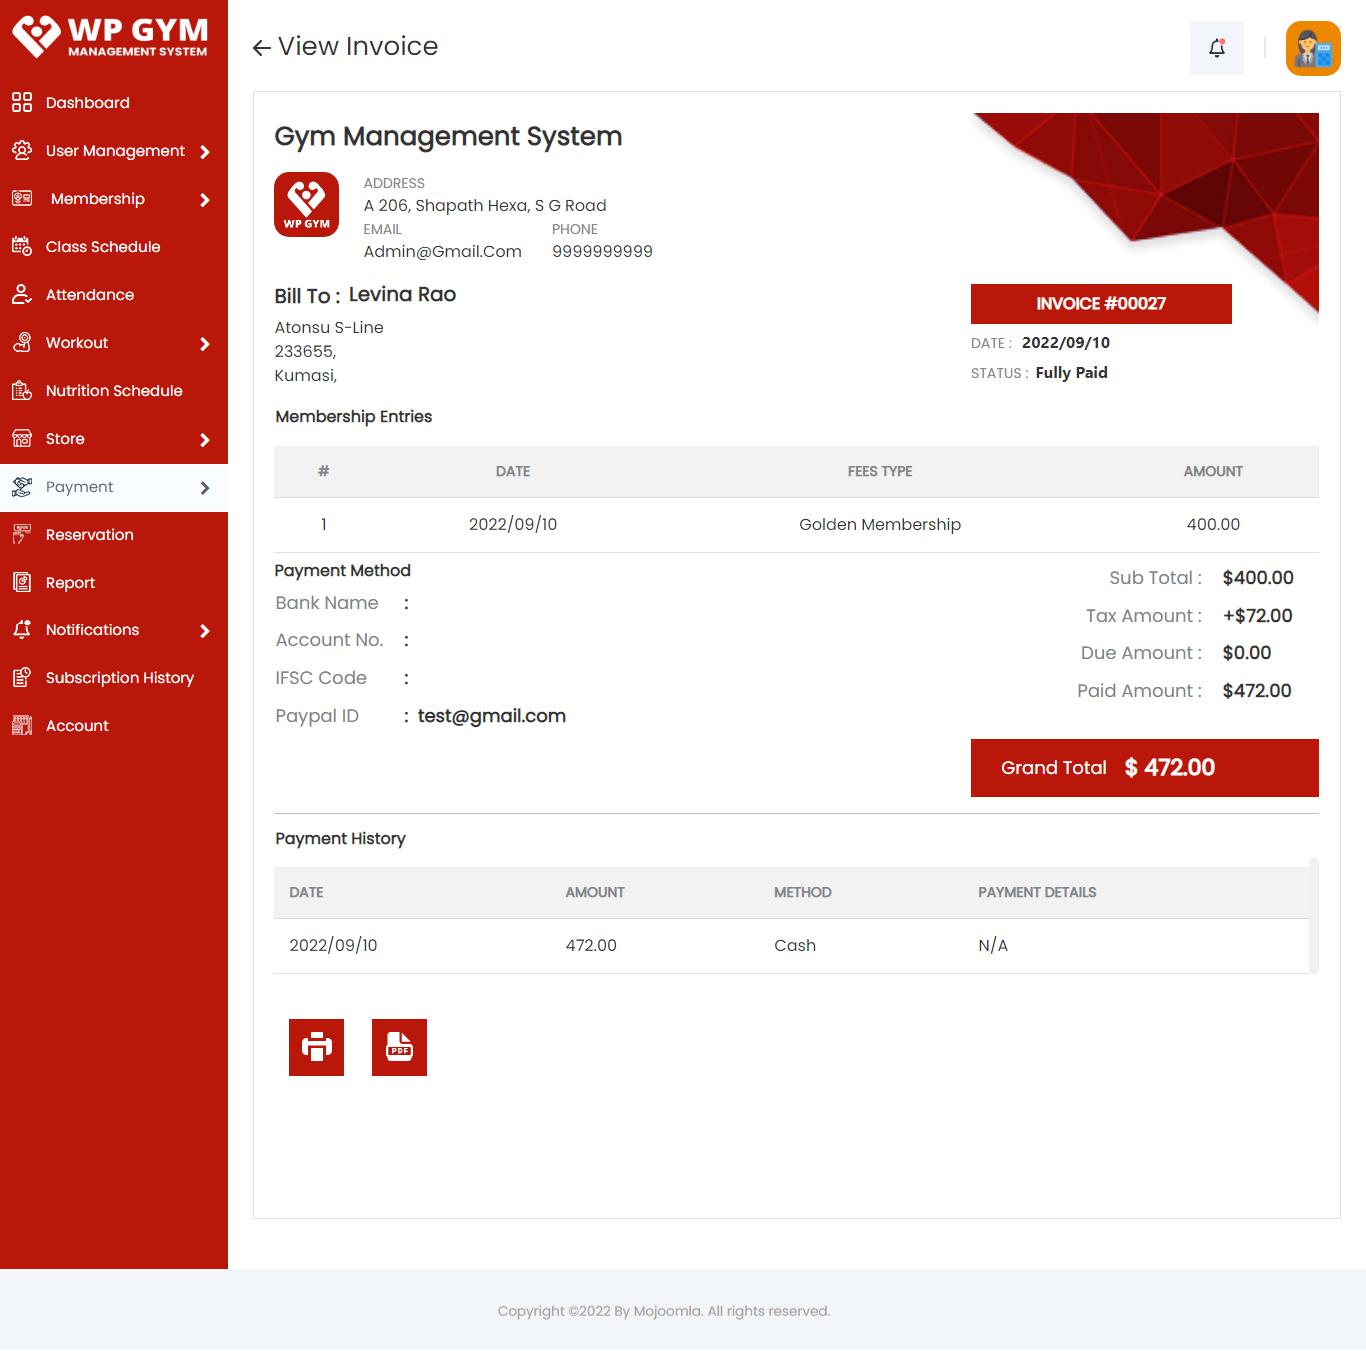 WP GYM
MANAGEMENT SYSTEM
Dashboard
User Management
Membership
Class Schedule
Attendance
Workout
Nutrition Schedule
Store
Payment
Reservation
Report
Notifications
Subscription History
Account
View Invoice
Gym Management System
WP GYM
ADDRESS
A 206, Shapath Hexa, S G Road
EMAIL PHONE
Admin@Gmail.Com 9999999999
Bill To : Levina Rao
Atonsu S-Line
233655,
Kumasi,
INVOICE #00027
DATE : 2022/09/10
STATUS : Fully Paid
Membership Entries
# DATE FEES TYPE AMOUNT
1 2022/09/10 Golden Membership 400.00
Payment Method
Bank Name :
Account No. :
IFSC Code :
Paypal ID : test@gmail.com
Sub Total : $400.00
Tax Amount : +$72.00
Due Amount : $0.00
Paid Amount : $472.00
Grand Total $ 472.00
Payment History
DATE AMOUNT METHOD PAYMENT DETAILS
2022/09/10 472.00 Cash N/A
PDF
Copyright ©2022 By Mojoomla. All rights reserved.